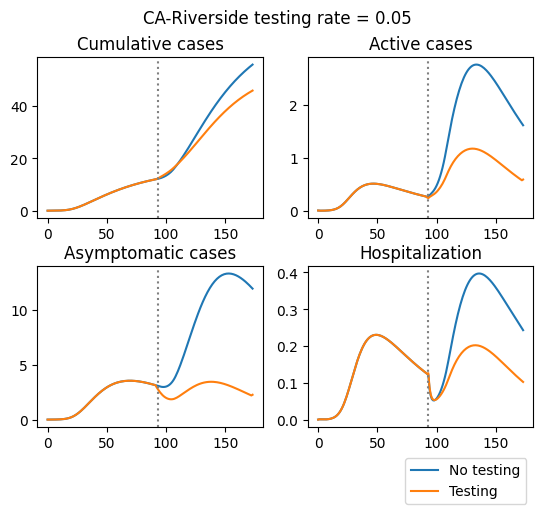 CA-Riverside testing rate = 0.05
Cumulative cases
Active cases
40
20
0
0 50 100 150
2
1
0
0 50 100 150
Asymptomatic cases
Hospitalization
10
5
0
0 50 100 150
0.4
0.3
0.2
0.1
0.0
0 50 100 150
No testing
Testing